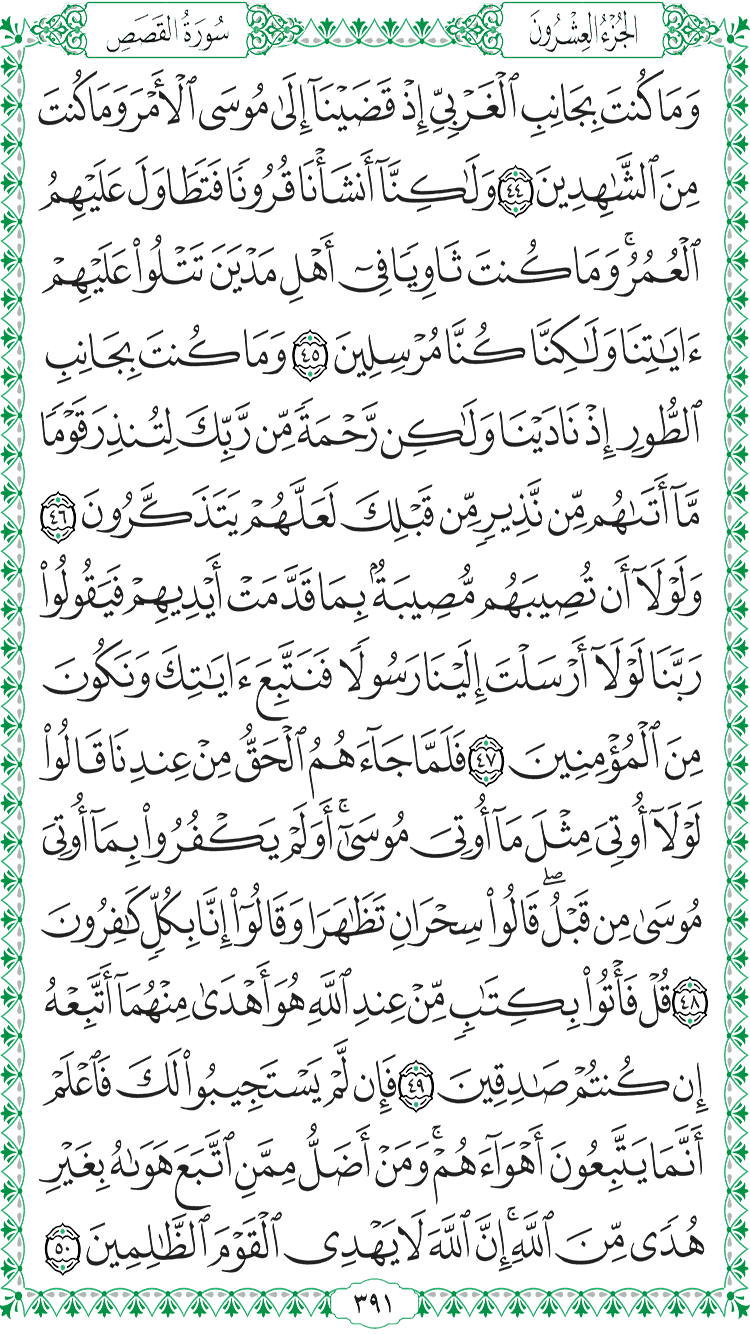 الجُزْءُ العِشْرُونَ
سُورَةُ القَصَصِ
وَمَا كُنتَ بِجَانِبِ ٱلْغَرْبِيِّ إِذْ قَضَيْنَآ إِلَىٰ مُوسَى ٱلْأَمْرَ وَمَا كُنتَ
مِنَ ٱلشَّٰهِدِينَ ٤٤ وَلَٰكِنَّآ أَنشَأْنَا قُرُونًا فَتَطَاوَلَ عَلَيْهِمُ
ٱلْعُمُرُۚ وَمَا كُنتَ ثَاوِيًا فِىٓ أَهْلِ مَدْيَنَ تَتْلُوا۟ عَلَيْهِمْ
ءَايَٰتِنَا وَلَٰكِنَّا كُنَّا مُرْسِلِينَ ٤٥ وَمَا كُنتَ بِجَانِبِ
ٱلطُّورِ إِذْ نَادَيْنَا وَلَٰكِن رَّحْمَةً مِّن رَّبِّكَ لِتُنذِرَ قَوْمًا
مَّآ أَتَىٰهُم مِّن نَّذِيرٍ مِّن قَبْلِكَ لَعَلَّهُمْ يَتَذَكَّرُونَ ٤٦
وَلَوْلَآ أَن تُصِيبَهُم مُّصِيبَةٌۢ بِمَا قَدَّمَتْ أَيْدِيهِمْ فَيَقُولُوا۟
رَبَّنَا لَوْلَآ أَرْسَلْتَ إِلَيْنَا رَسُولًا فَنَتَّبِعَ ءَايَٰتِكَ وَنَكُونَ
مِنَ ٱلْمُؤْمِنِينَ ٤٧ فَلَمَّا جَآءَهُمُ ٱلْحَقُّ مِنْ عِندِنَا قَالُوا۟
لَوْلَآ أُوتِىَ مِثْلَ مَآ أُوتِىَ مُوسَىٰٓۚ أَوَلَمْ يَكْفُرُوا۟ بِمَآ أُوتِىَ
مُوسَىٰ مِن قَبْلُۖ قَالُوا۟ سِحْرَانِ تَظَٰهَرَا وَقَالُوٓا۟ إِنَّا بِكُلٍّ كَٰفِرُونَ
٤٨ قُلْ فَأْتُوا۟ بِكِتَٰبٍ مِّنْ عِندِ ٱللَّهِ هُوَ أَهْدَىٰ مِنْهُمَآ أَتَّبِعْهُ
إِن كُنتُمْ صَٰدِقِينَ ٤٩ فَإِن لَّمْ يَسْتَجِيبُوا۟ لَكَ فَٱعْلَمْ
أَنَّمَا يَتَّبِعُونَ أَهْوَآءَهُمْۚ وَمَنْ أَضَلُّ مِمَّنِ ٱتَّبَعَ هَوَىٰهُ بِغَيْرِ
هُدًى مِّنَ ٱللَّهِۚ إِنَّ ٱللَّهَ لَا يَهْدِى ٱلْقَوْمَ ٱلظَّٰلِمِينَ ٥٠
٣٩١